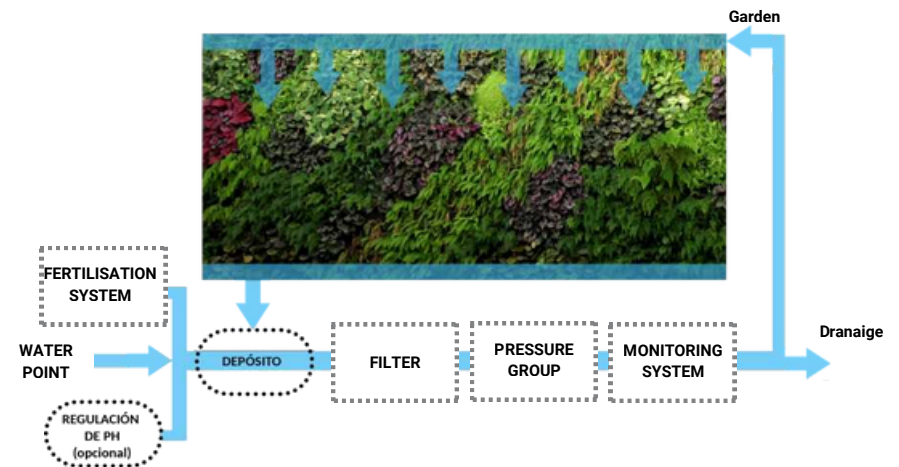 Garden
FERTILISATION
SYSTEM
WATER
POINT
DEPÓSITO
FILTER
PRESSURE
GROUP
MONITORING
SYSTEM
Dranaige
REGULACIÓN
DE PH
(opcional)